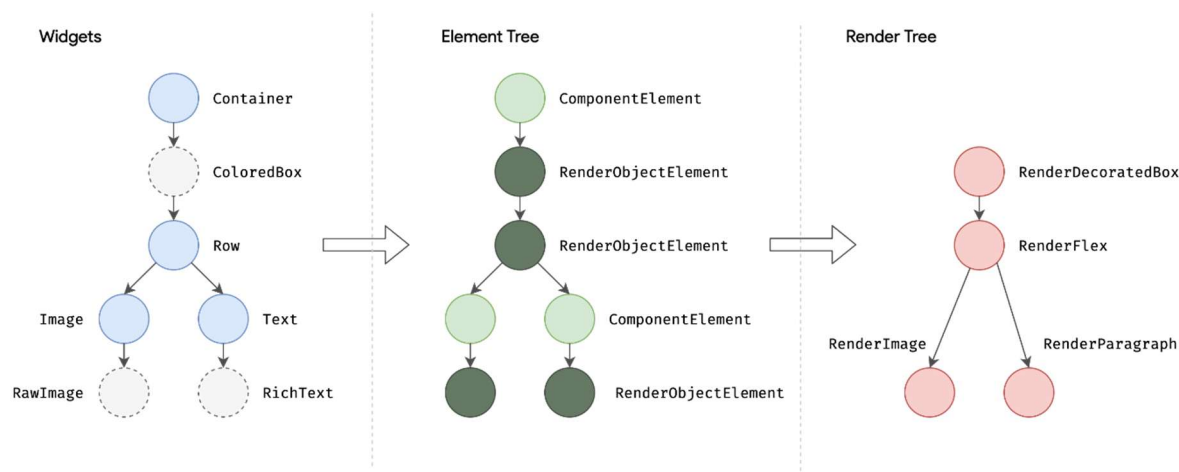 Widgets
Element Tree
Render Tree
Container
ComponentElement
ColoredBox
RenderObjectElement
RenderDecoratedBox
Row
RenderObjectElement
RenderFlex
Image
Text
ComponentElement
RenderImage
RenderParagraph
RawImage
RichText
RenderObjectElement